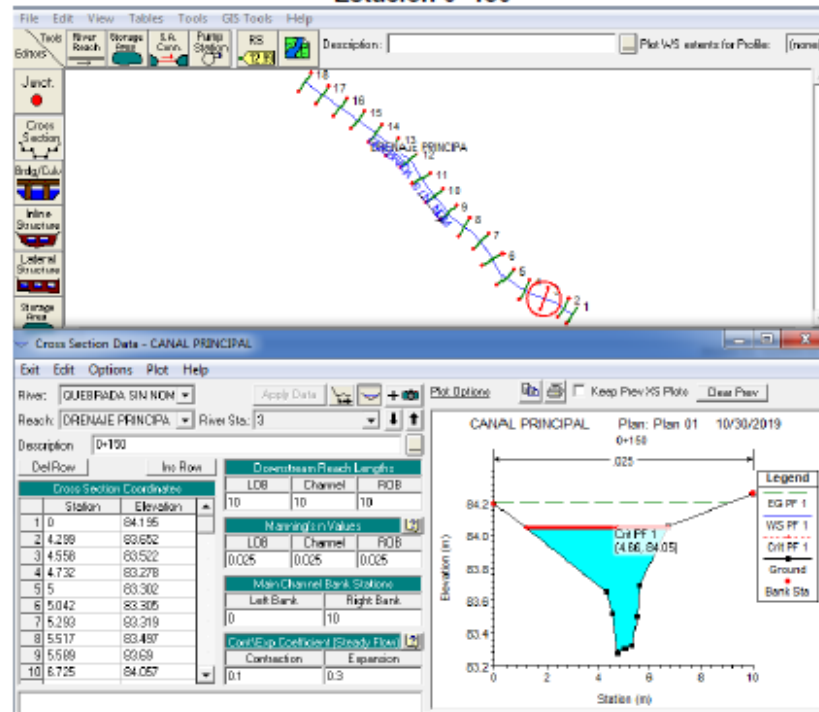 File Edit View Tables Tools GIS Tools Help
Tools
Editors
River
Reach
Storage
Area
S.A.
Conn.
Pump
Station
RS
Description:
Plot WS extents for Profile: (none)
Junct.
Cross
Section
Brdg/Culv
Inline
Structure
Lateral
Structure
Storage
Area
18
17
16
15
14
13
DRENAJE PRINCIPA
12
11
10
9
8
7
6
5
2
1
Cross Section Data - CANAL PRINCIPAL
Exit Edit Options Plot Help
River: QUEBRADA SIN NOM
Apply Data
Reach: DRENAJE PRINCIPA River Sta.: 3
Description 0+150
Del Row Ins Row
Cross Section Coordinates
Station Elevation
1 0 84.195
2 4.299 83.652
3 4.558 83.522
4 4.732 83.278
5 5 83.302
6 5.042 83.305
7 5.293 83.319
8 5.517 83.497
9 5.589 83.69
10 6.725 84.057
Downstream Reach Lengths
LOB Channel ROB
10 10 10
Manning's n Values
LOB Channel ROB
0.025 0.025 0.025
Main Channel Bank Stations
Left Bank Right Bank
0 10
Cont/Exp Coefficient (Steady Flow)
Contraction Expansion
0.1 0.3
Plot Options Keep Prev XS Plots Clear Prev
CANAL PRINCIPAL Plan: Plan 01 10/30/2019
0+150
.025
84.2
84.0
83.8
83.6
83.4
83.2
Elevation (m)
Crit PF 1
(4.66, 84.05)
0 2 4 6 8 10
Station (m)
Legend
EG PF 1
WS PF 1
Crit PF 1
Ground
Bank Sta